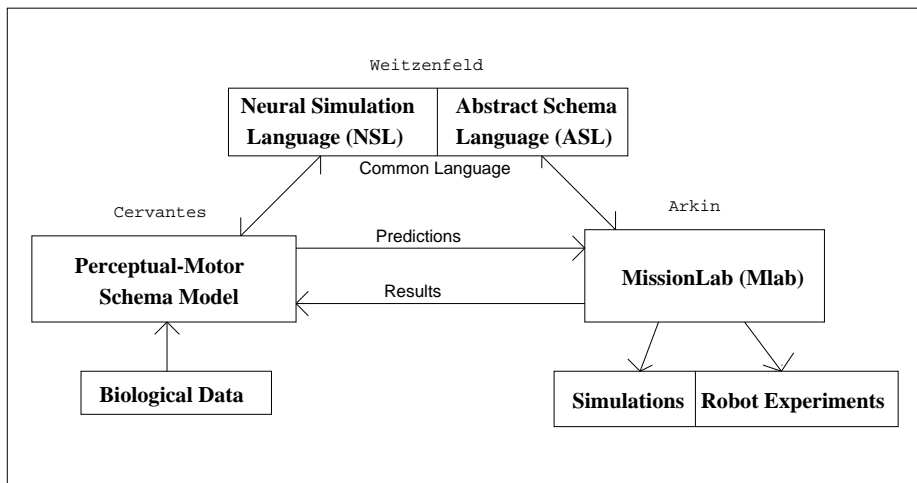 Weitzenfeld
Neural Simulation
Language (NSL)
Abstract Schema
Language (ASL)
Common Language
Cervantes
Arkin
Perceptual-Motor
Schema Model
Predictions
Results
MissionLab (Mlab)
Biological Data
Simulations
Robot Experiments